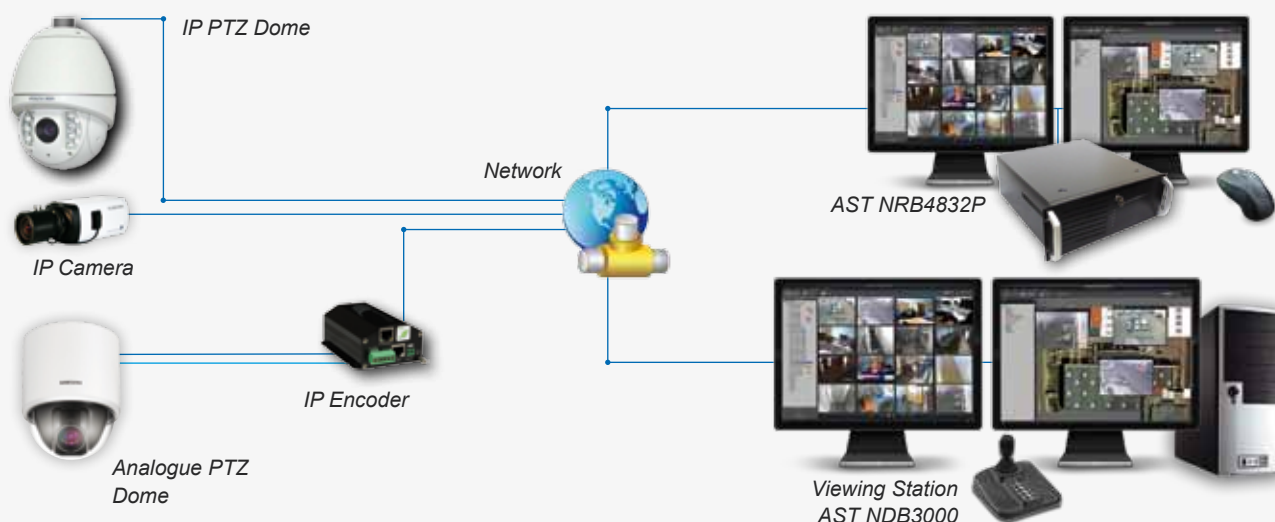 IP PTZ Dome
Network
AST NRB4832P
IP Camera
IP Encoder
Analogue PTZ
Dome
Viewing Station
AST NDB3000